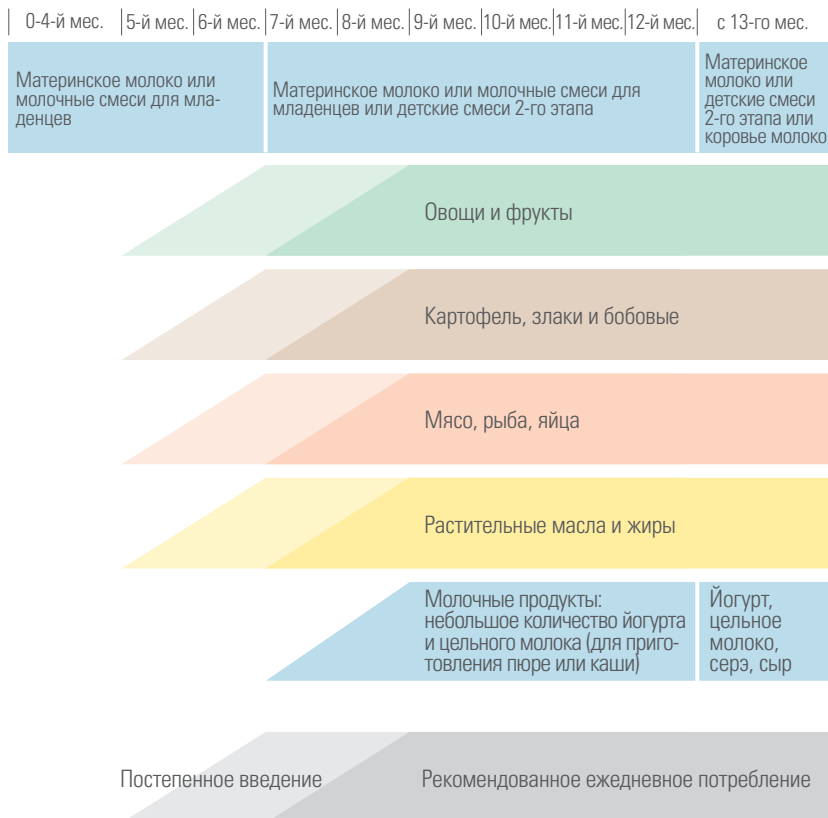 0-4-й мес. 5-й мес. 6-й мес. 7-й мес. 8-й мес. 9-й мес. 10-й мес. 11-й мес. 12-й мес. с 13-го мес.
Материнское молоко или
молочные смеси для мла-
денцев
Материнское молоко или молочные смеси для
младенцев или детские смеси 2-го этапа
Материнское
молоко или
детские смеси
2-го этапа или
коровье молоко
Овощи и фрукты
Картофель, злаки и бобовые
Мясо, рыба, яйца
Растительные масла и жиры
Молочные продукты:
небольшое количество йогурта
и цельного молока (для приго-
товления пюре или каши)
Йогурт,
цельное
молоко,
серэ, сыр
Постепенное введение
Рекомендованное ежедневное потребление